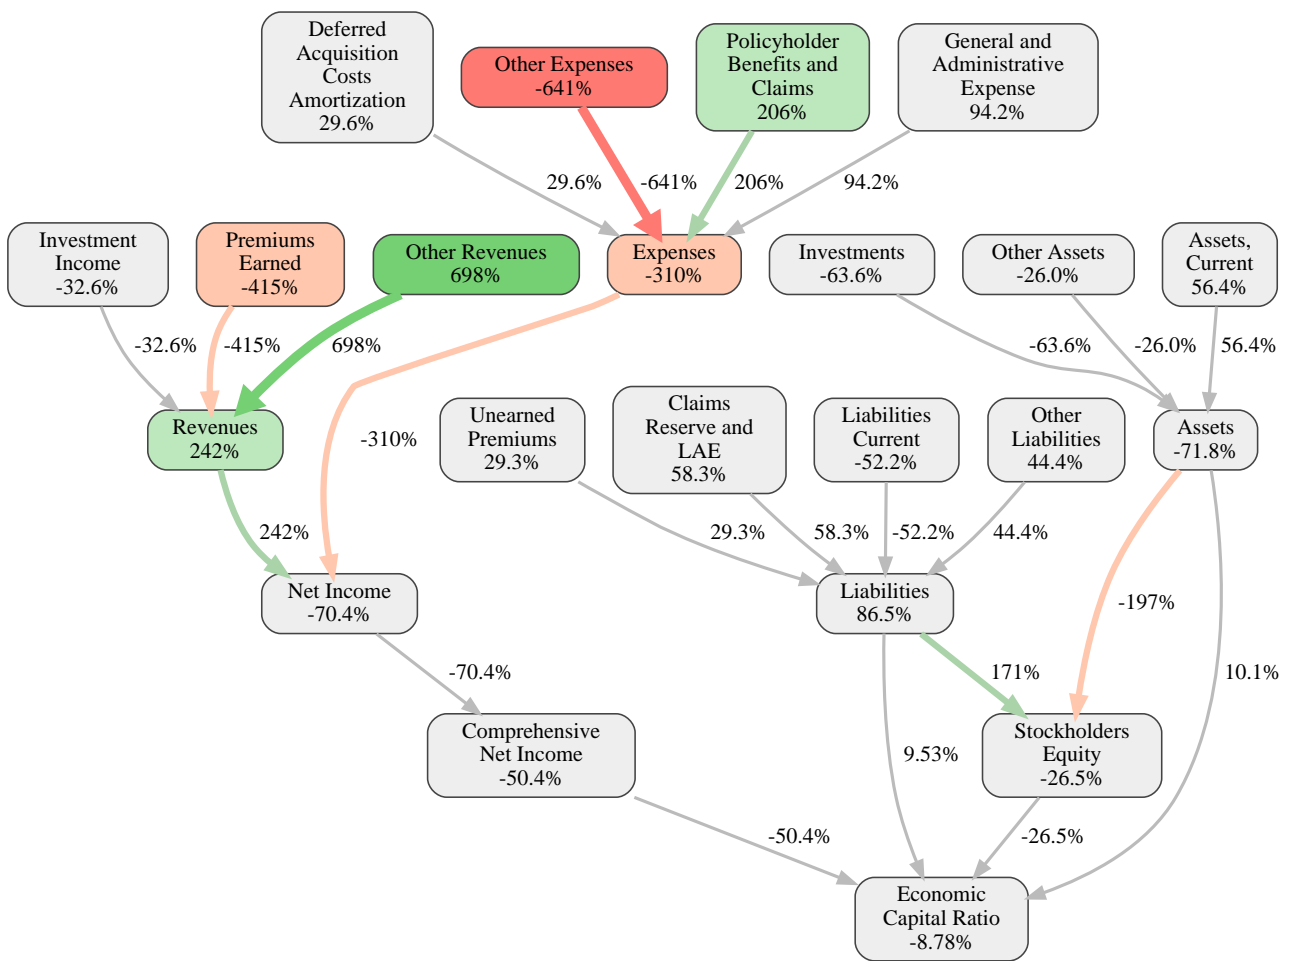 Deferred
Acquisition
Costs
Amortization
29.6%
Other Expenses
-641%
Policyholder
Benefits and
Claims
206%
General and
Administrative
Expense
94.2%
29.6%
-641%
206%
94.2%
Investment
Income
-32.6%
Premiums
Earned
-415%
Other Revenues
698%
Expenses
-310%
Investments
-63.6%
Other Assets
-26.0%
Assets,
Current
56.4%
-32.6%
-415%
698%
-63.6%
-26.0%
56.4%
Revenues
242%
-310%
Unearned
Premiums
29.3%
Claims
Reserve and
LAE
58.3%
Liabilities
Current
-52.2%
Other
Liabilities
44.4%
Assets
-71.8%
242%
29.3%
58.3%
-52.2%
44.4%
Net Income
-70.4%
Liabilities
86.5%
-197%
-70.4%
171%
10.1%
Comprehensive
Net Income
-50.4%
9.53%
Stockholders
Equity
-26.5%
-50.4%
-26.5%
Economic
Capital Ratio
-8.78%